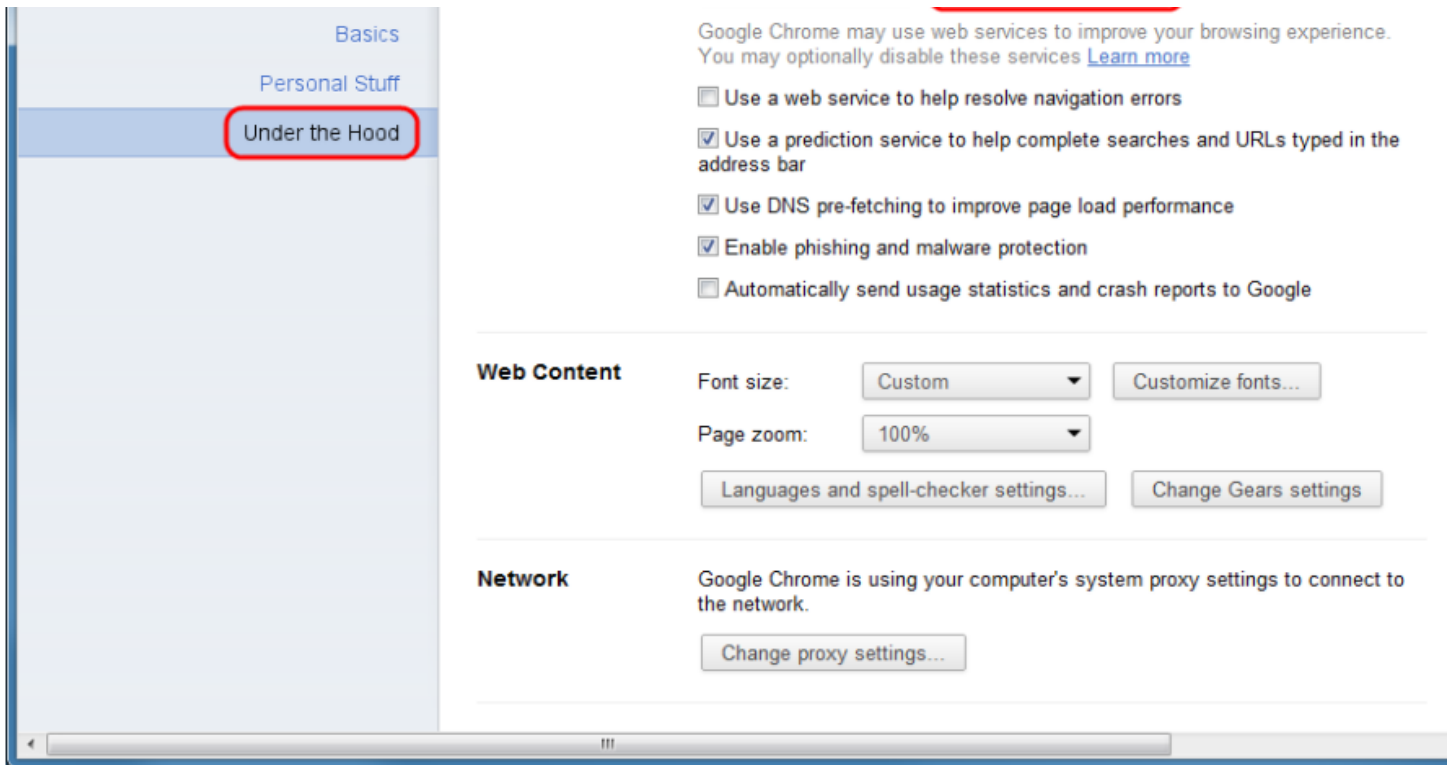 Basics
Personal Stuff
Under the Hood
Google Chrome may use web services to improve your browsing experience.
You may optionally disable these services Learn more
Use a web service to help resolve navigation errors
Use a prediction service to help complete searches and URLs typed in the
address bar
Use DNS pre-fetching to improve page load performance
Enable phishing and malware protection
Automatically send usage statistics and crash reports to Google
Web Content
Font size: Custom Customize fonts...
Page zoom: 100%
Languages and spell-checker settings... Change Gears settings
Network
Google Chrome is using your computer's system proxy settings to connect to
the network.
Change proxy settings...